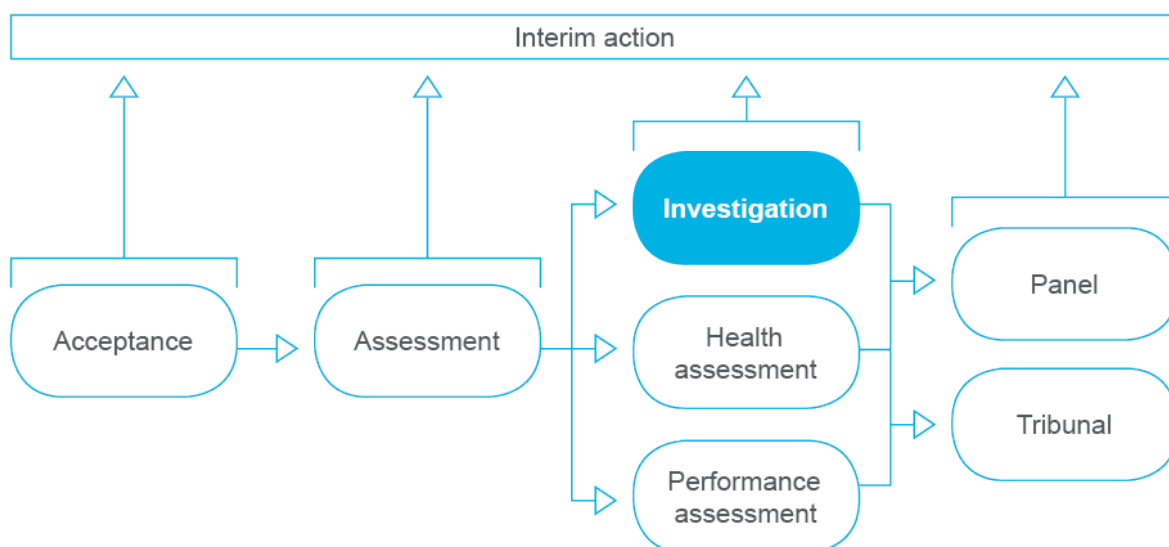 Interim action
Acceptance
Assessment
Investigation
Health
assessment
Performance
assessment
Panel
Tribunal